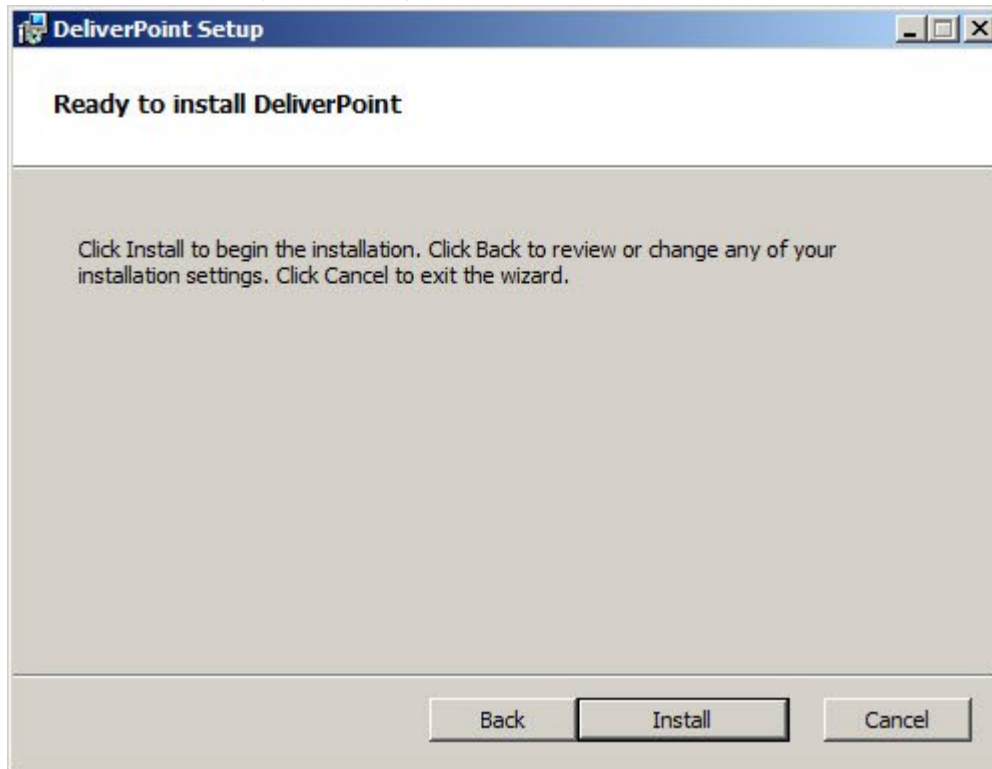 DeliverPoint Setup
Ready to install DeliverPoint
Click Install to begin the installation. Click Back to review or change any of your
installation settings. Click Cancel to exit the wizard.
Back Install Cancel